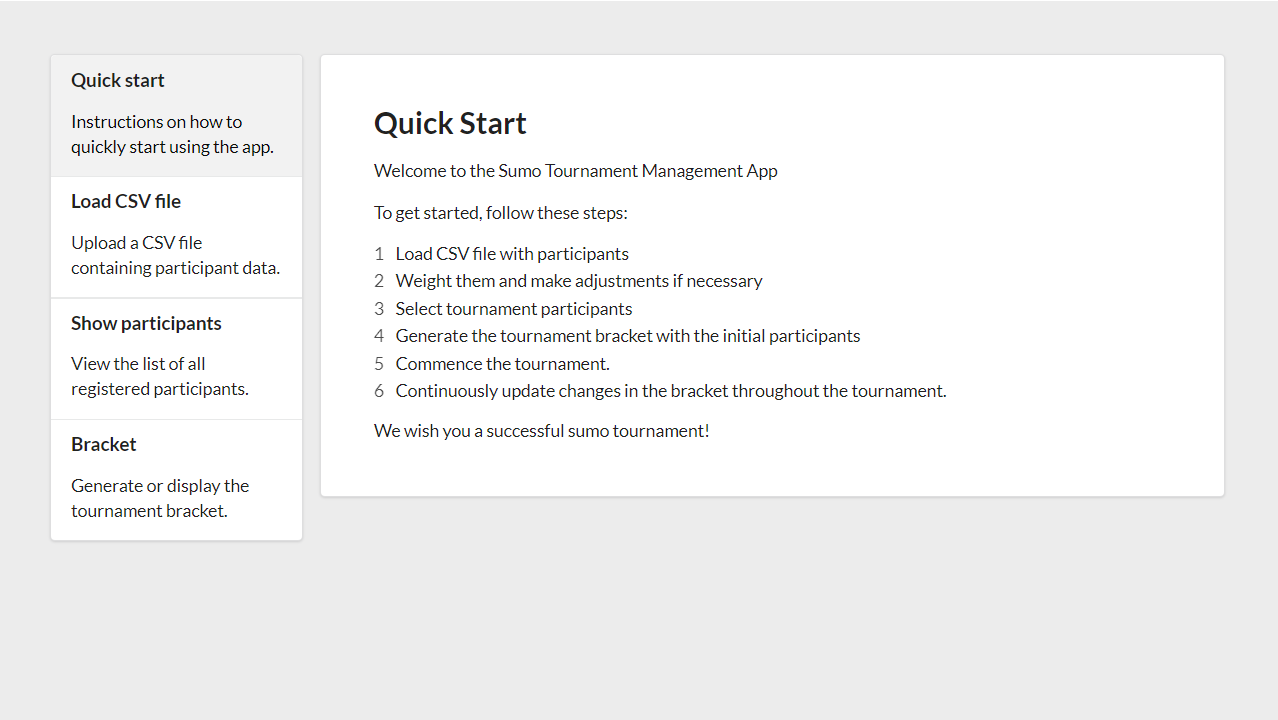 Quick start
Instructions on how to
quickly start using the app.
Load CSV file
Upload a CSV file
containing participant data.
Show participants
View the list of all
registered participants.
Bracket
Generate or display the
tournament bracket.
Quick Start
Welcome to the Sumo Tournament Management App
To get started, follow these steps:
1 Load CSV file with participants
2 Weight them and make adjustments if necessary
3 Select tournament participants
4 Generate the tournament bracket with the initial participants
5 Commence the tournament.
6 Continuously update changes in the bracket throughout the tournament.
We wish you a successful sumo tournament!